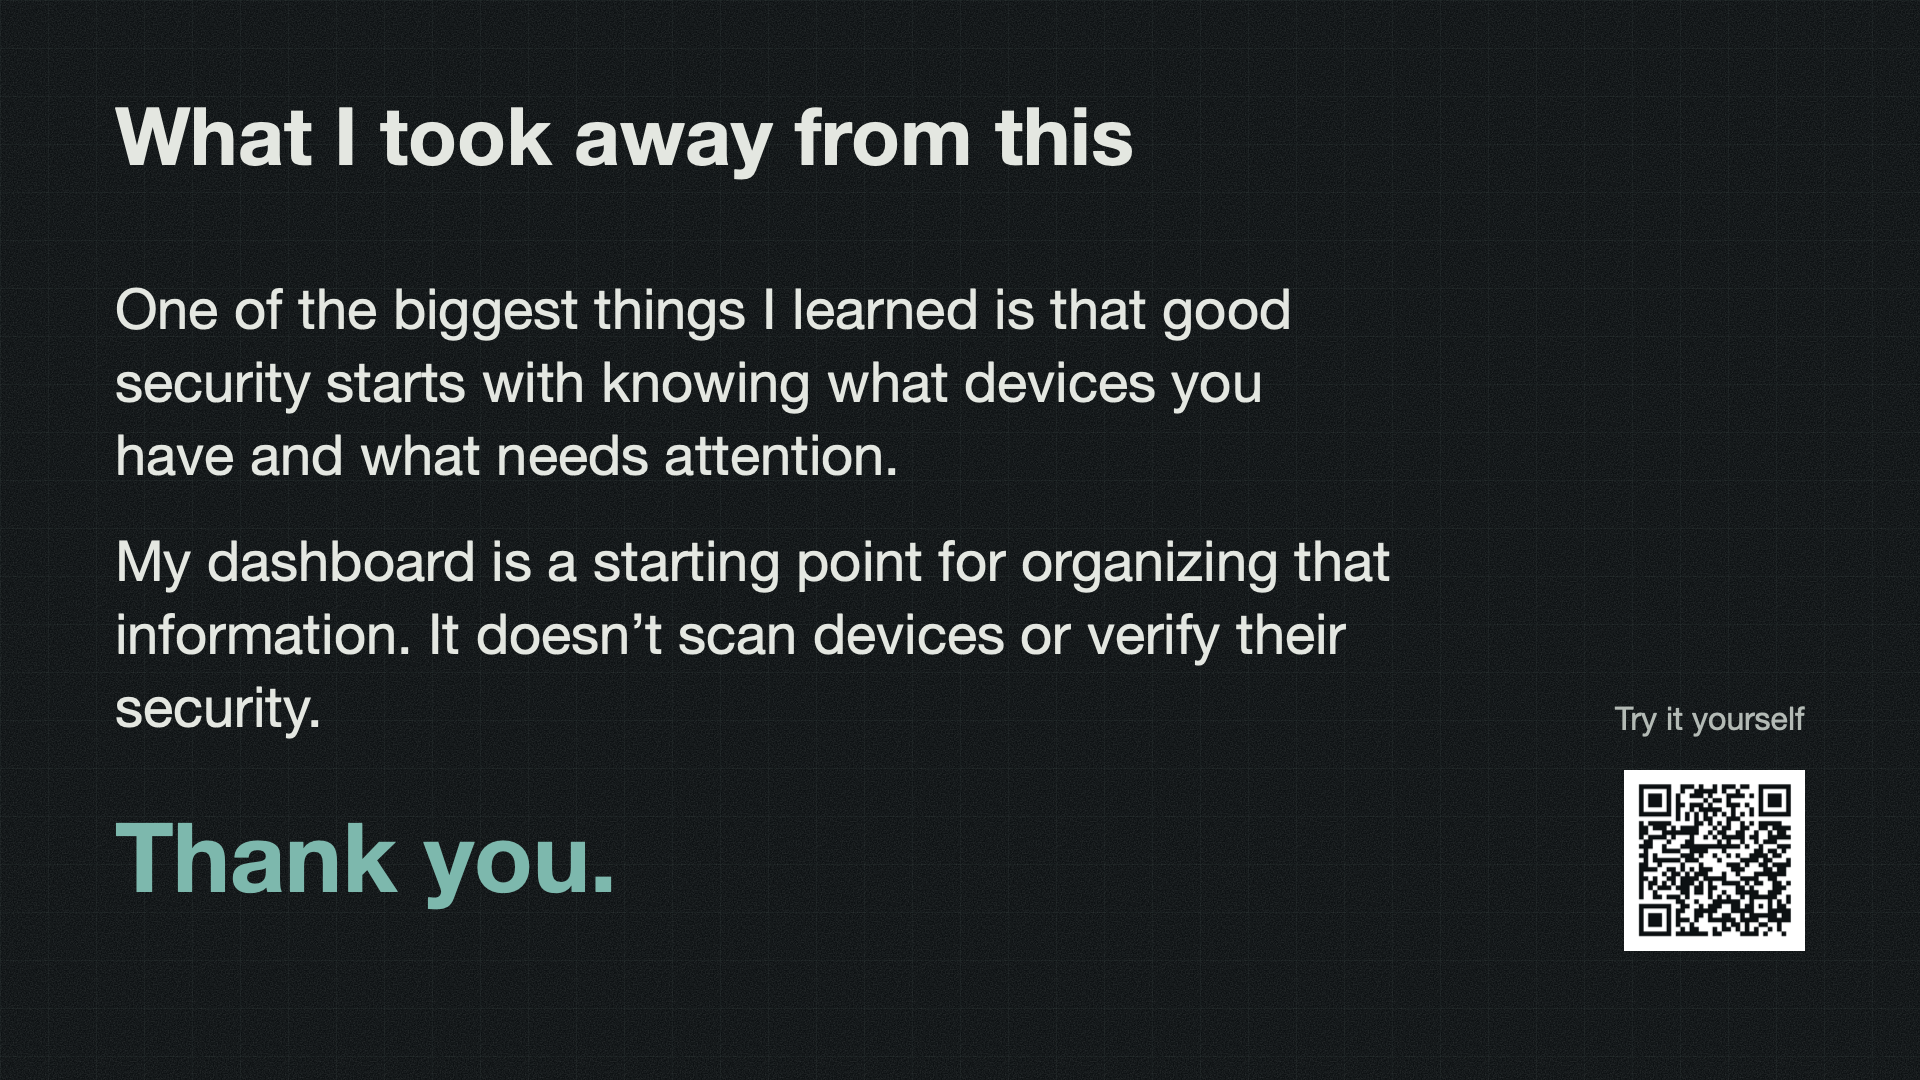 What I took away from this
One of the biggest things I learned is that good
security starts with knowing what devices you
have and what needs attention.
My dashboard is a starting point for organizing that
information. It doesn’t scan devices or verify their
security.
Try it yourself
Thank you.